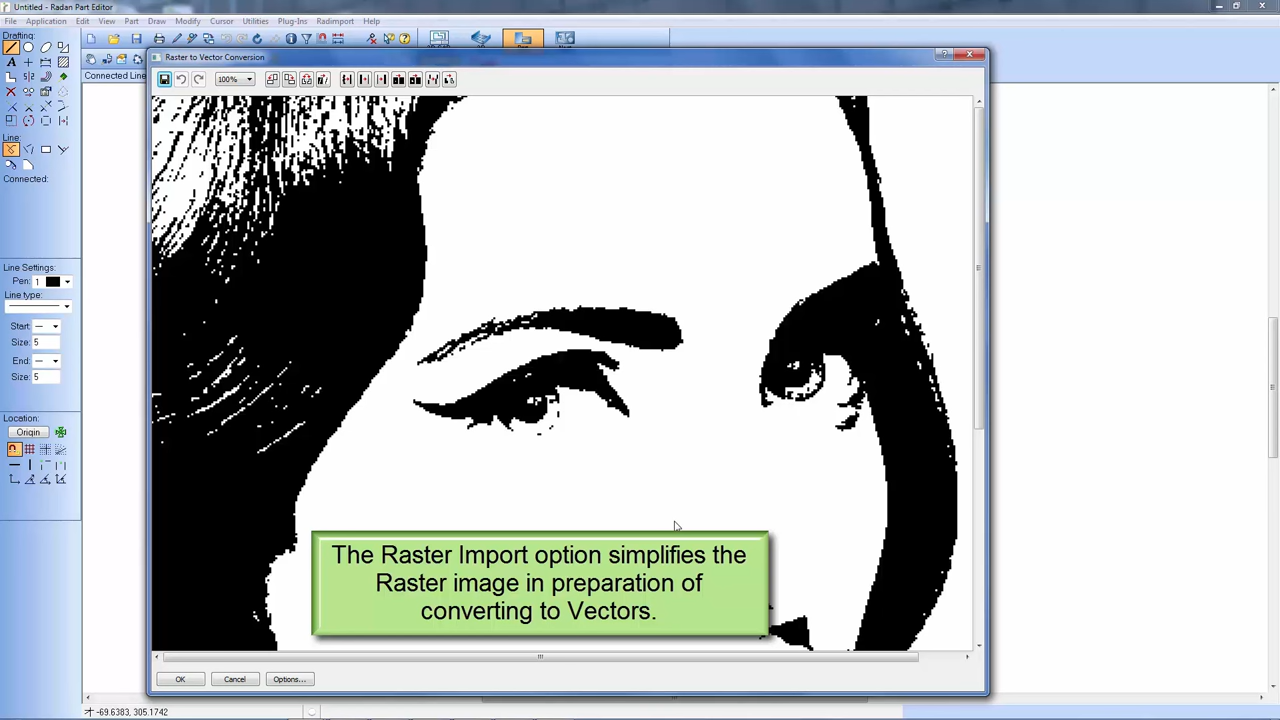 Untitled - Radan Part Editor
File Application Edit View Part Draw Modify Cursor Utilities Plug-Ins Radimport Help
Drafting:
Raster to Vector Conversion
Connected Line
100%
Line:
Connected:
Line Settings:
Pen: 1
Line type:
Start:
Size: 5
End:
Size: 5
Location:
Origin
The Raster Import option simplifies the
Raster image in preparation of
converting to Vectors.
OK Cancel Options...
-69.6383, 305.1742